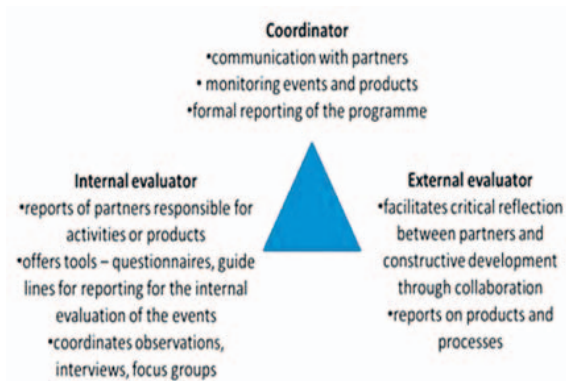 Coordinator
•communication with partners
• monitoring events and products
•formal reporting of the programme
Internal evaluator
•reports of partners responsible for
activities or products
•offers tools – questionnaires, guide
lines for reporting for the internal
evaluation of the events
•coordinates observations,
interviews, focus groups
External evaluator
•facilitates critical reflection
between partners and
constructive development
through collaboration
•reports on products and
processes